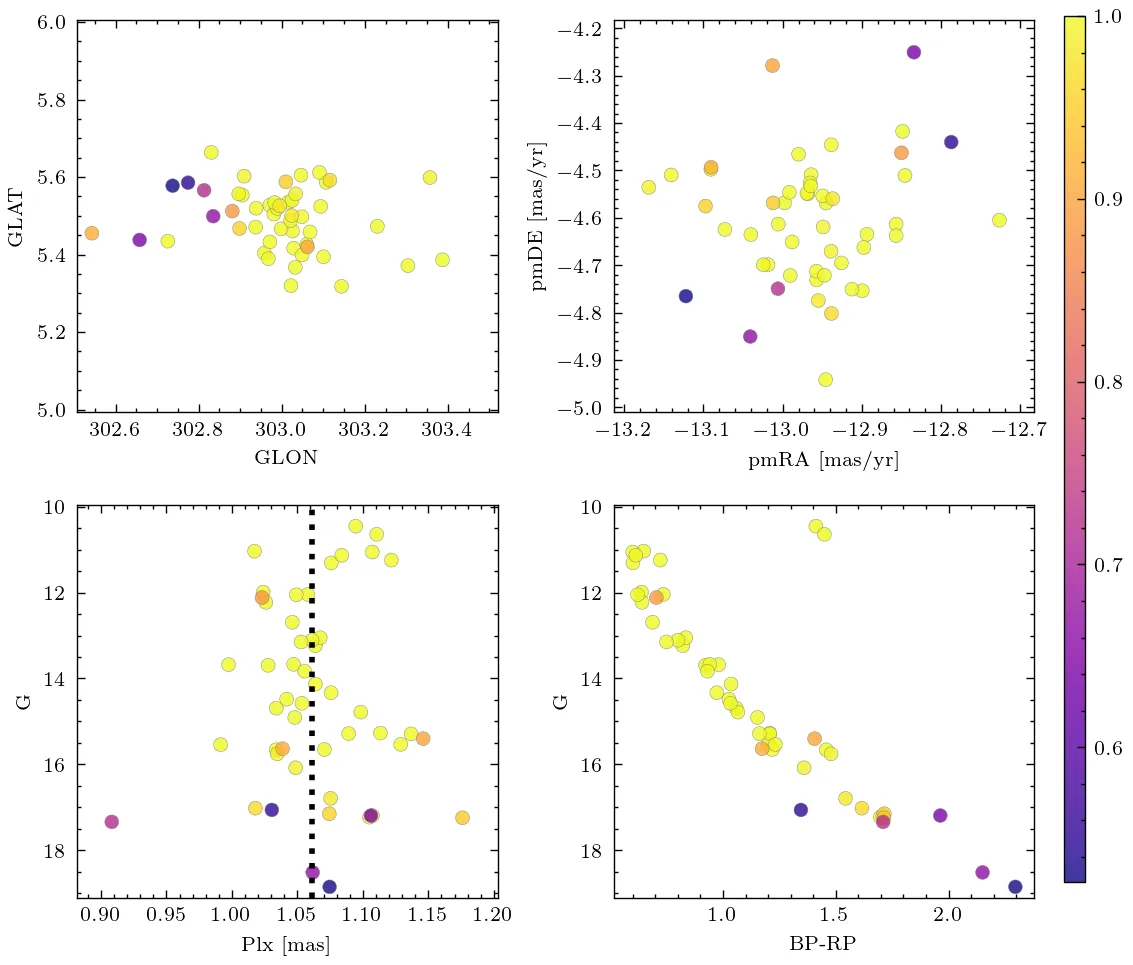 6.0
5.8
5.6
5.4
5.2
5.0
GLAT
302.6 302.8 303.0 303.2 303.4
GLON
−4.2
−4.3
−4.4
−4.5
−4.6
−4.7
−4.8
−4.9
−5.0
pmDE [mas/yr]
−13.2 −13.1 −13.0 −12.9 −12.8 −12.7
pmRA [mas/yr]
10
12
14
16
18
G
0.90 0.95 1.00 1.05 1.10 1.15 1.20
Plx [mas]
10
12
14
16
18
G
1.0 1.5 2.0
BP-RP
1.0
0.9
0.8
0.7
0.6